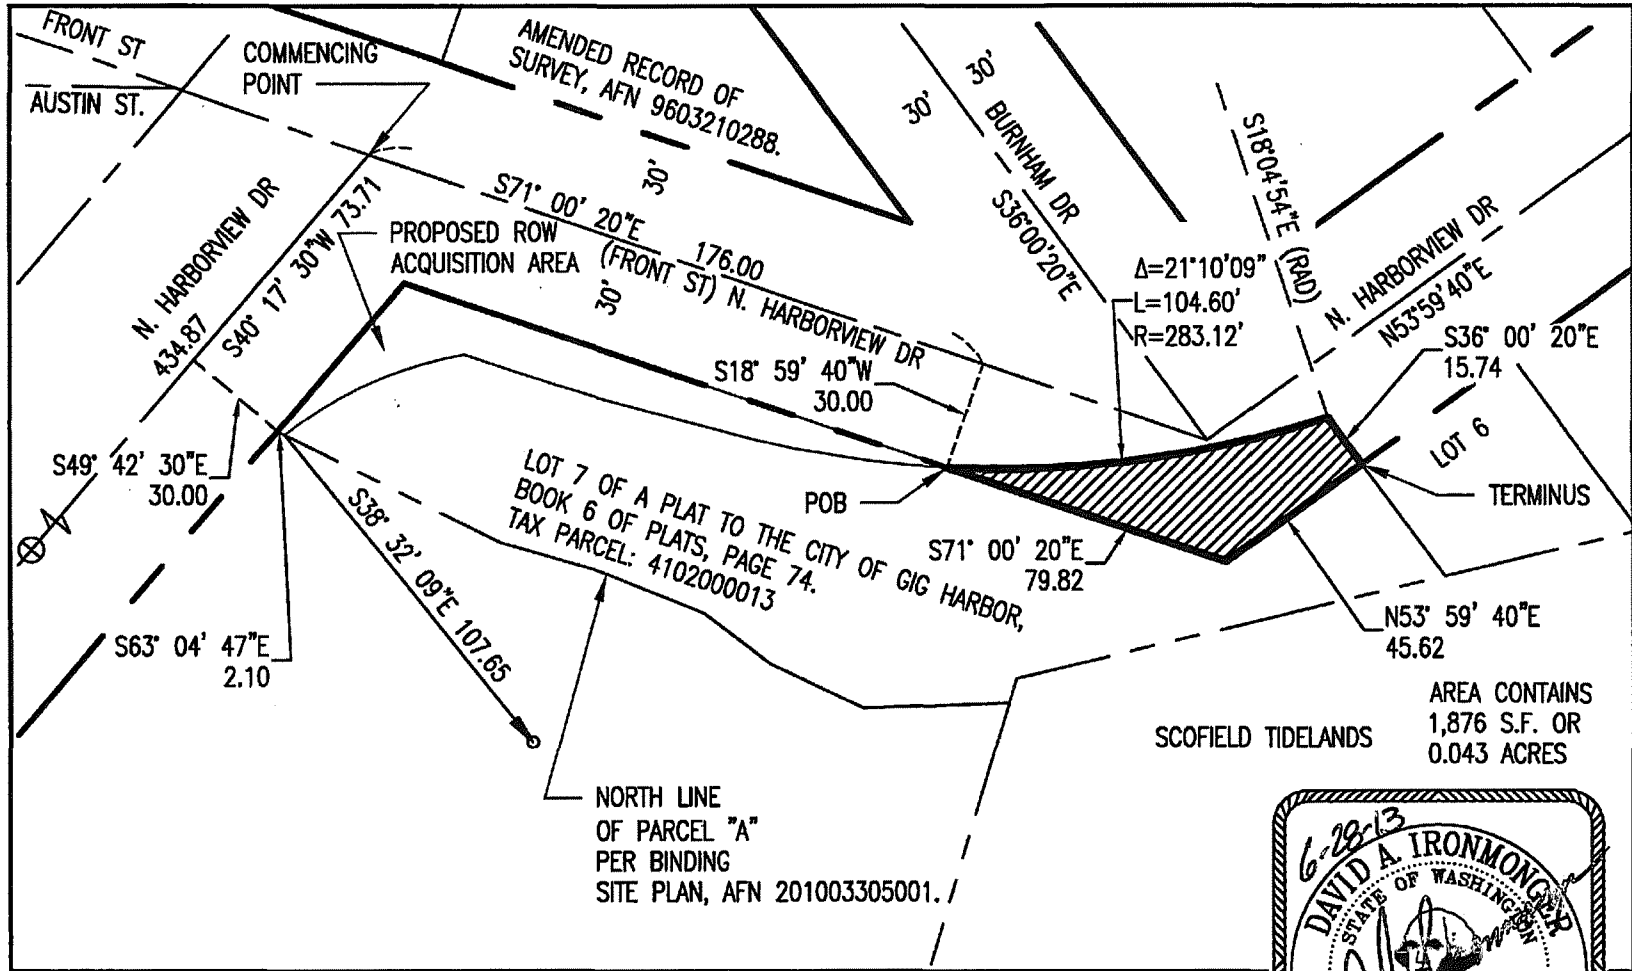 FRONT ST
AUSTIN ST.
COMMENCING
POINT
AMENDED RECORD OF
SURVEY, AFN 9603210288.
30'
30'
BURNHAM DR
S36°00'20"E
S18°04'54"E (RAD)
N. HARBORVIEW DR
N53°59'40"E
N. HARBORVIEW DR
434.87
S40° 17' 30"W 73.71
PROPOSED ROW
ACQUISITION AREA
S71° 00' 20"E
176.00
30'
30'
(FRONT ST) N. HARBORVIEW DR
Δ=21°10'09"
L=104.60'
R=283.12'
S36° 00' 20"E
15.74
S18° 59' 40"W
30.00
LOT 6
S49° 42' 30"E
30.00
N
POB
TERMINUS
LOT 7 OF A PLAT TO THE CITY OF GIG HARBOR,
BOOK 6 OF PLATS, PAGE 74.
TAX PARCEL: 4102000013
S71° 00' 20"E
79.82
S38° 32' 09"E 107.65
N53° 59' 40"E
45.62
S63° 04' 47"E
2.10
SCOFIELD TIDELANDS
AREA CONTAINS
1,876 S.F. OR
0.043 ACRES
NORTH LINE
OF PARCEL "A"
PER BINDING
SITE PLAN, AFN 201003305001.
6-28-13
DAVID A. IRONMONGER
STATE OF WASHINGTON